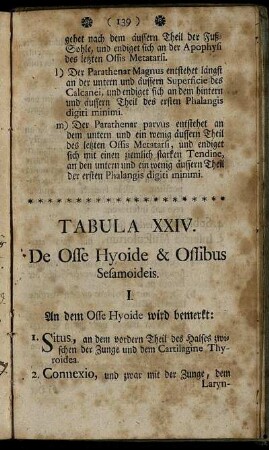 ( 139 )
gehet nach dem äussern Theil der Fuß-
Sohle, und endiget sich an der Apophysi
des letzten Ossis Metatarsi.
l) Der Parathenar Magnus entstehet längst
an der untern und äussern Superficie des
Calcanei, und endiget sich an dem hintern
und äussern Theil des ersten Phalangis
digiti minimi.
m) Der Parathenar parvus entstehet an
dem untern und ein wenig äussern Theil
des letzten Ossis Metatarsi, und endiget
sich mit einen zimlich starken Tendine,
an den untern und ein wenig äussern Theil
der ersten Phalangis digiti minimi.
TABULA XXIV.
De Osse Hyoide & Ossibus
Sesamoideis.
I.
An dem Osse Hyoide wird bemerkt:
1. Situs, an dem vordern Theil des Halses zwi-
schen der Zunge und dem Cartilagine Thy-
roidea.
2. Connexio, und zwar mit der Zunge, dem
Laryn-